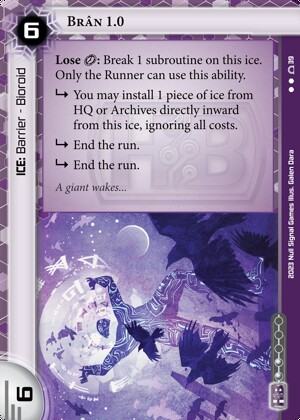 6
BRÂN 1.0
Lose : Break 1 subroutine on this ice.
Only the Runner can use this ability.
↳ You may install 1 piece of ice from
HQ or Archives directly inward
from this ice, ignoring all costs.
↳ End the run.
↳ End the run.
A giant wakes...
ICE: Barrier - Bioroid
6
2023 Null Signal Games Illus. Galen Dara
39